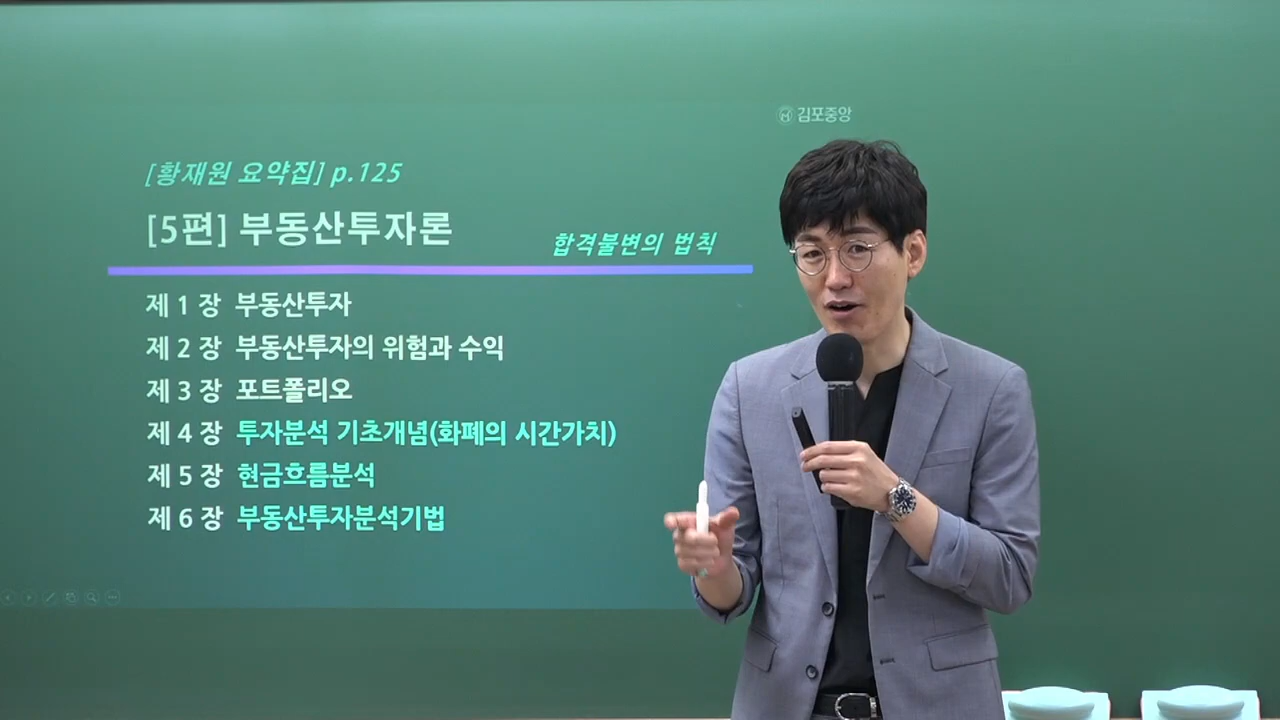 김포중앙
[황재원 요약집] p.125
[5편] 부동산투자론
합격불변의 법칙
제 1 장 부동산투자
제 2 장 부동산투자의 위험과 수익
제 3 장 포트폴리오
제 4 장 투자분석 기초개념(화폐의 시간가치)
제 5 장 현금흐름분석
제 6 장 부동산투자분석기법